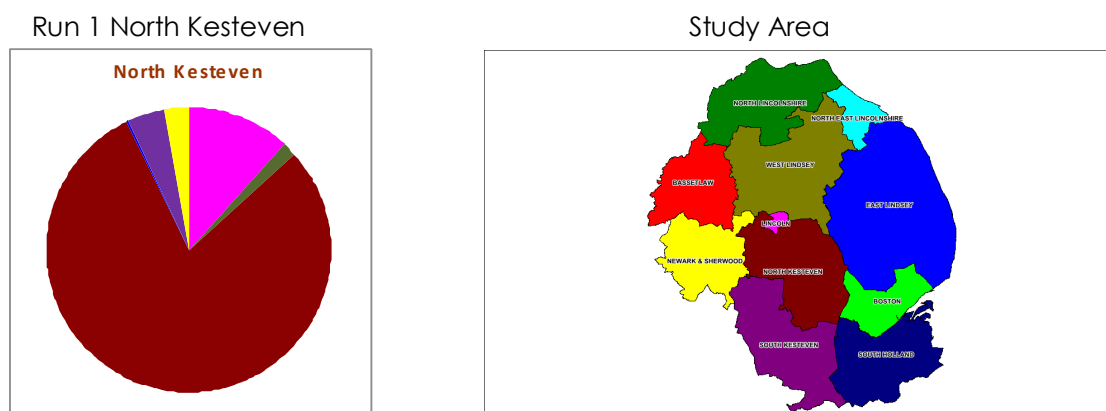 Run 1 North Kesteven
Study Area
North Kesteven
NORTH LINCOLNSHIRE
NORTH EAST LINCOLNSHIRE
WEST LINDSEY
BASSETLAW
EAST LINDSEY
LINCOLN
NEWARK & SHERWOOD
NORTH KESTEVEN
BOSTON
SOUTH KESTEVEN
SOUTH HOLLAND